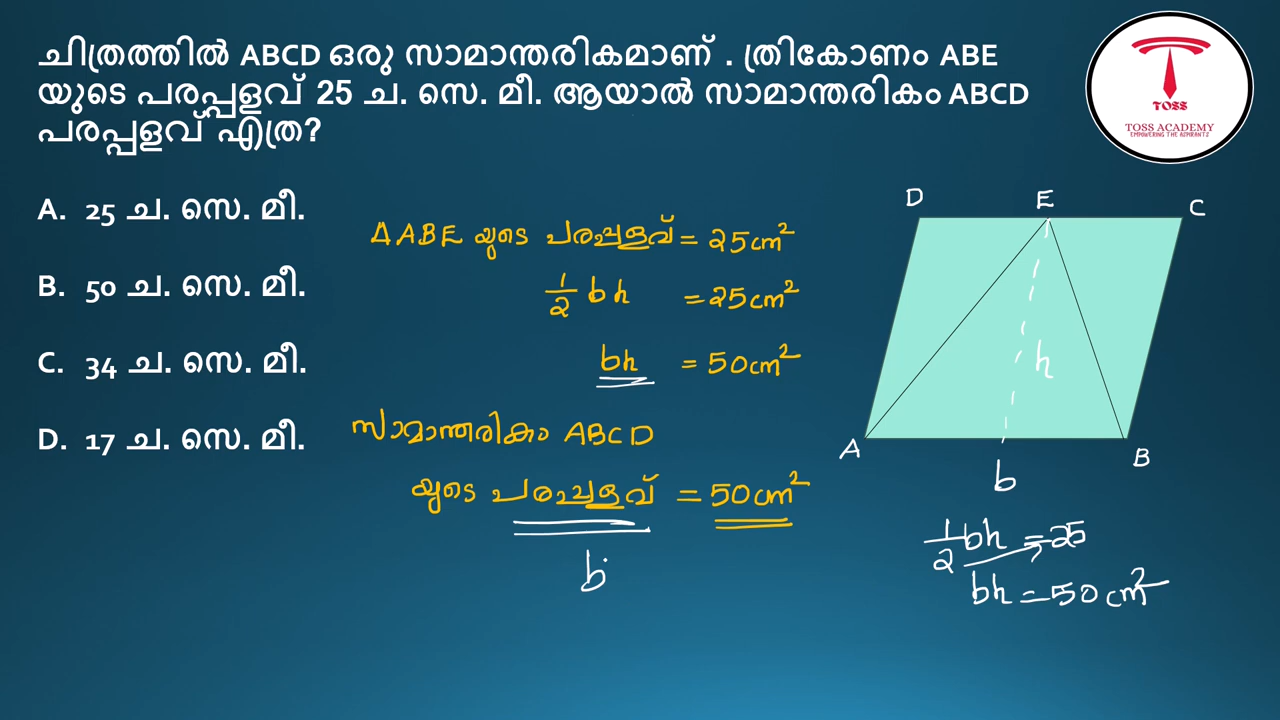 ചിത്രത്തിൽ ABCD ഒരു സാമാന്തരികമാണ് . ത്രികോണം ABE
യുടെ പരപ്പളവ് 25 ച. സെ. മീ. ആയാൽ സാമാന്തരികം ABCD
പരപ്പളവ് എത്ര?
TOSS
TOSS ACADEMY
EMPOWERING THE ASPIRANTS
A. 25 ച. സെ. മീ.
B. 50 ച. സെ. മീ.
C. 34 ച. സെ. മീ.
D. 17 ച. സെ. മീ.
ΔABE യുടെ പരപ്പളവ് = 25cm²
1/2 bh = 25cm²
bh = 50cm²
സാമാന്തരികം ABCD
യുടെ പരപ്പളവ് = 50cm²
b
D E C
h
A B
b
1/2 bh = 25
bh = 50 cm²